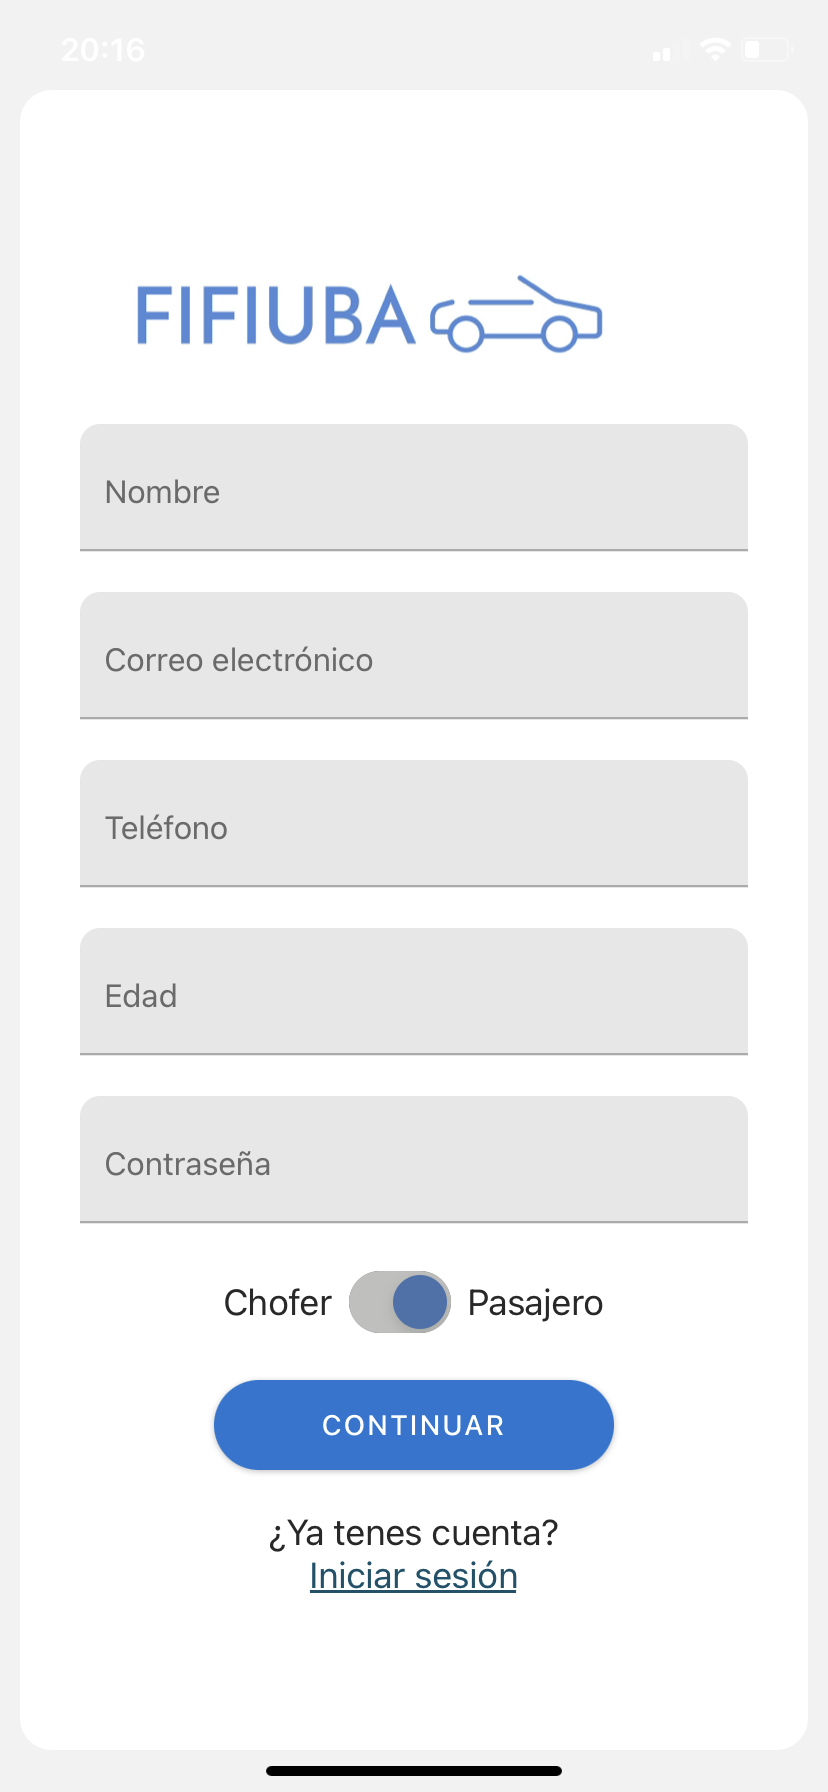 20:16
FIFIUBA
Nombre
Correo electrónico
Teléfono
Edad
Contraseña
Chofer Pasajero
CONTINUAR
¿Ya tenes cuenta?
Iniciar sesión